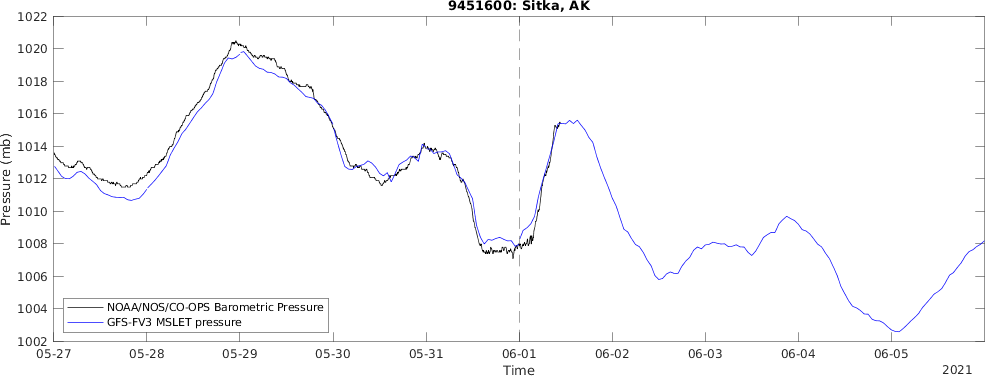 9451600: Sitka, AK
1022
1020
1018
1016
1014
1012
1010
1008
1006
1004
1002
Pressure (mb)
NOAA/NOS/CO-OPS Barometric Pressure
GFS-FV3 MSLET pressure
05-27 05-28 05-29 05-30 05-31 06-01 06-02 06-03 06-04 06-05
Time
2021